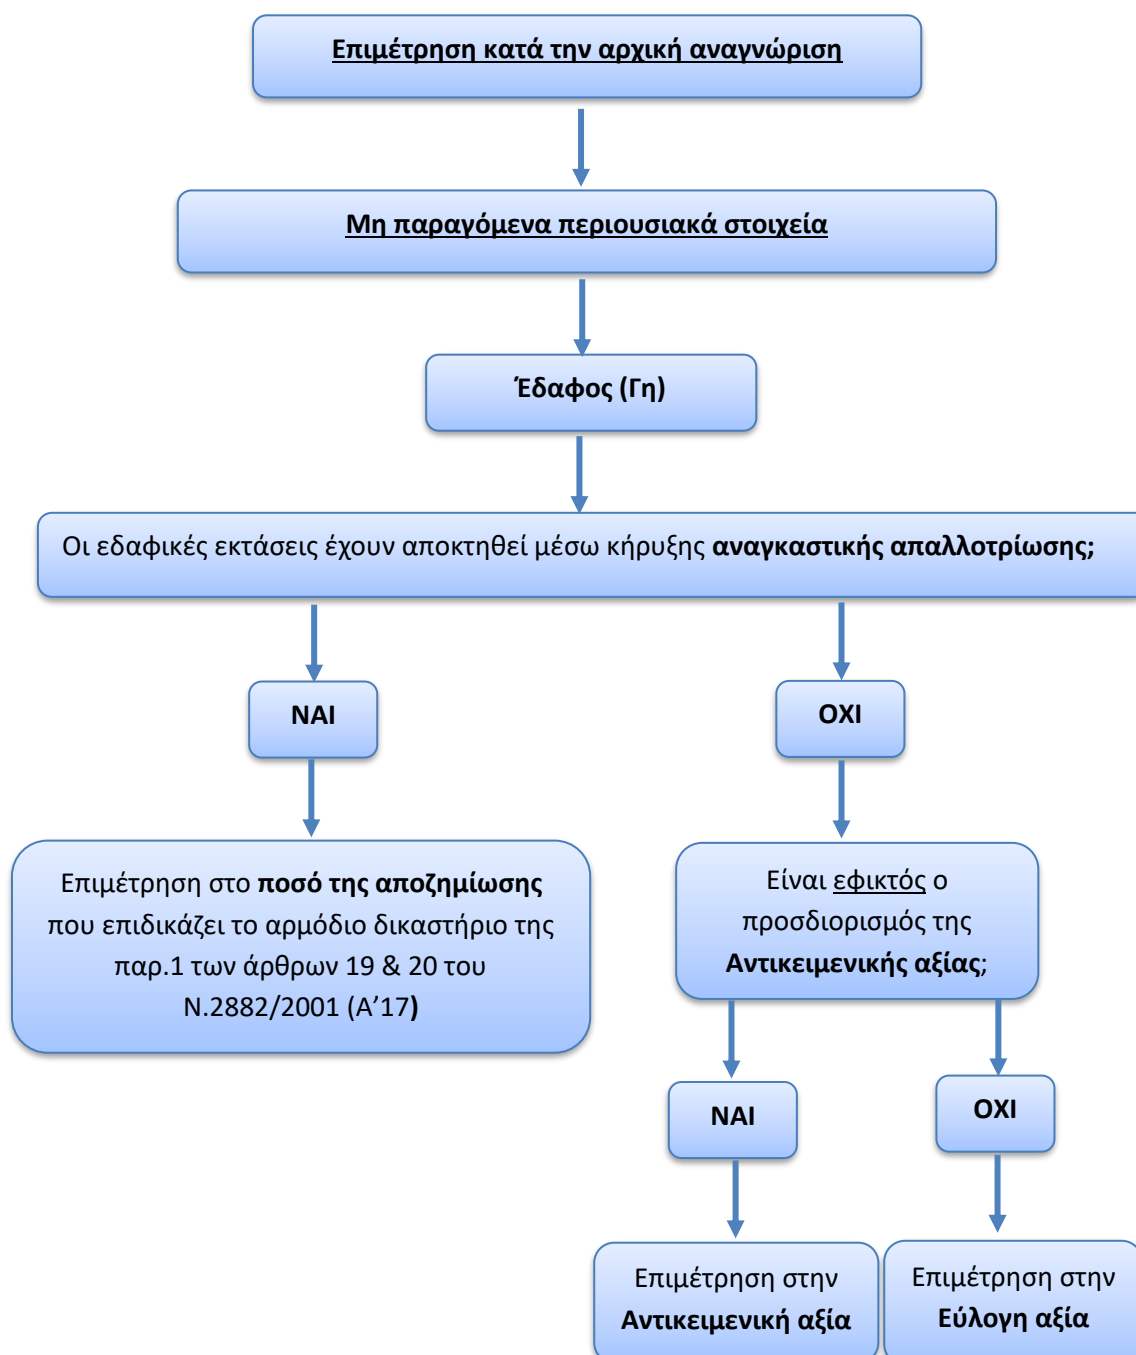 Επιμέτρηση κατά την αρχική αναγνώριση
Μη παραγόμενα περιουσιακά στοιχεία
Έδαφος (Γη)
Οι εδαφικές εκτάσεις έχουν αποκτηθεί μέσω κήρυξης αναγκαστικής απαλλοτρίωσης;
ΝΑΙ
ΟΧΙ
Επιμέτρηση στο ποσό της αποζημίωσης
που επιδικάζει το αρμόδιο δικαστήριο της
παρ.1 των άρθρων 19 & 20 του
Ν.2882/2001 (Α’17)
Είναι εφικτός ο
προσδιορισμός της
Αντικειμενικής αξίας;
ΝΑΙ
ΟΧΙ
Επιμέτρηση στην
Αντικειμενική αξία
Επιμέτρηση στην
Εύλογη αξία